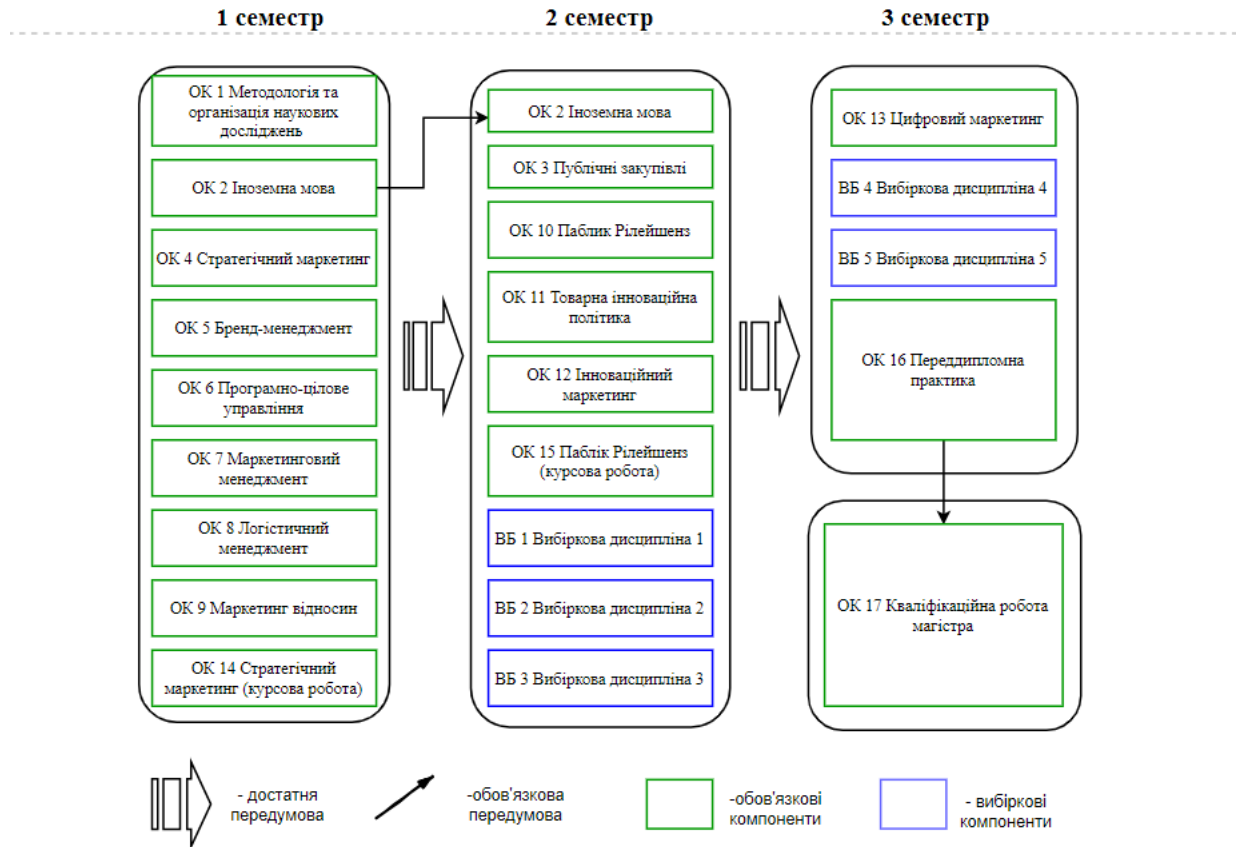 1 семестр
2 семестр
3 семестр
ОК 1 Методологія та
організація наукових
досліджень
ОК 2 Іноземна мова
ОК 4 Стратегічний маркетинг
ОК 5 Бренд-менеджмент
ОК 6 Програмно-цілове
управління
ОК 7 Маркетинговий
менеджмент
ОК 8 Логістичний
менеджмент
ОК 9 Маркетинг відносин
ОК 14 Стратегічний
маркетинг (курсова робота)
ОК 2 Іноземна мова
ОК 3 Публічні закупівлі
ОК 10 Паблик Рілейшенз
ОК 11 Товарна інноваційна
політика
ОК 12 Інноваційний
маркетинг
ОК 15 Паблік Рілейшенз
(курсова робота)
ВБ 1 Вибіркова дисципліна 1
ВБ 2 Вибіркова дисципліна 2
ВБ 3 Вибіркова дисципліна 3
ОК 13 Цифровий маркетинг
ВБ 4 Вибіркова дисципліна 4
ВБ 5 Вибіркова дисципліна 5
ОК 16 Переддипломна
практика
ОК 17 Кваліфікаційна робота
магістра
- достатня
передумова
-обов'язкова
передумова
-обов'язкові
компоненти
- вибіркові
компоненти